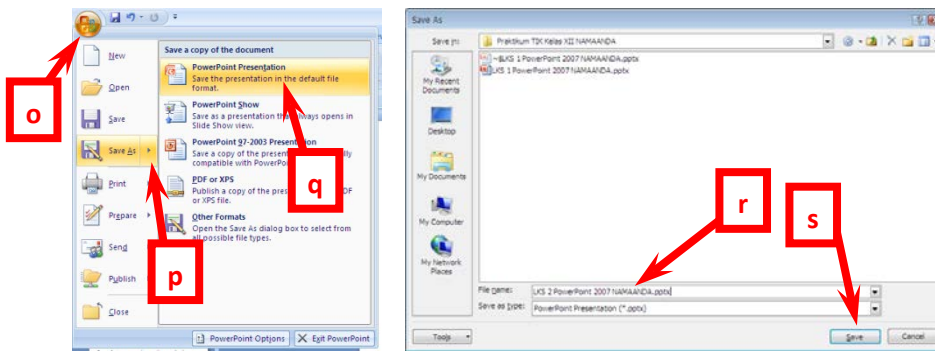 Save As
Save in:
Praktikum TIK Kelas XII NAMAANDA
New
Open
Save
Save As
Print
Prepare
Send
Publish
Close
Save a copy of the document
PowerPoint Presentation
Save the presentation in the default file
format.
PowerPoint Show
Save as a presentation that always opens in
Slide Show view.
PowerPoint 97-2003 Presentation
Save a copy of the
compatible with
PDF or XPS
Publish a copy of the
or XPS file.
Other Formats
Open the Save As dialog box to select from
all possible file types.
PowerPoint Options
Exit PowerPoint
o
p
q
~$LKS 1 PowerPoint 2007 NAMAANDA.pptx
LKS 1 PowerPoint 2007 NAMAANDA.pptx
My Recent
Documents
Desktop
My Documents
My Computer
My Network
Places
r
s
File name:
LKS 2 PowerPoint 2007 NAMAANDA.pptx
Save as type:
PowerPoint Presentation (*.pptx)
Tools
Save
Cancel